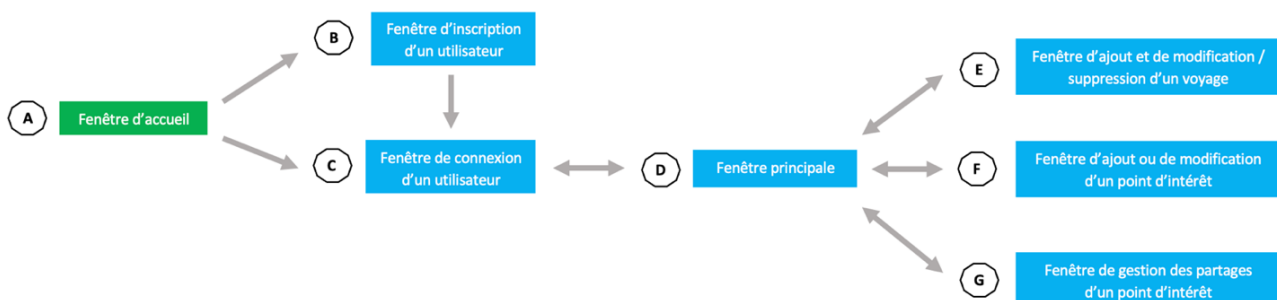 B
Fenêtre d'inscription
d'un utilisateur
A
Fenêtre d'accueil
C
Fenêtre de connexion
d'un utilisateur
D
Fenêtre principale
E
Fenêtre d'ajout et de modification /
suppression d'un voyage
F
Fenêtre d'ajout ou de modification
d'un point d'intérêt
G
Fenêtre de gestion des partages
d'un point d'intérêt